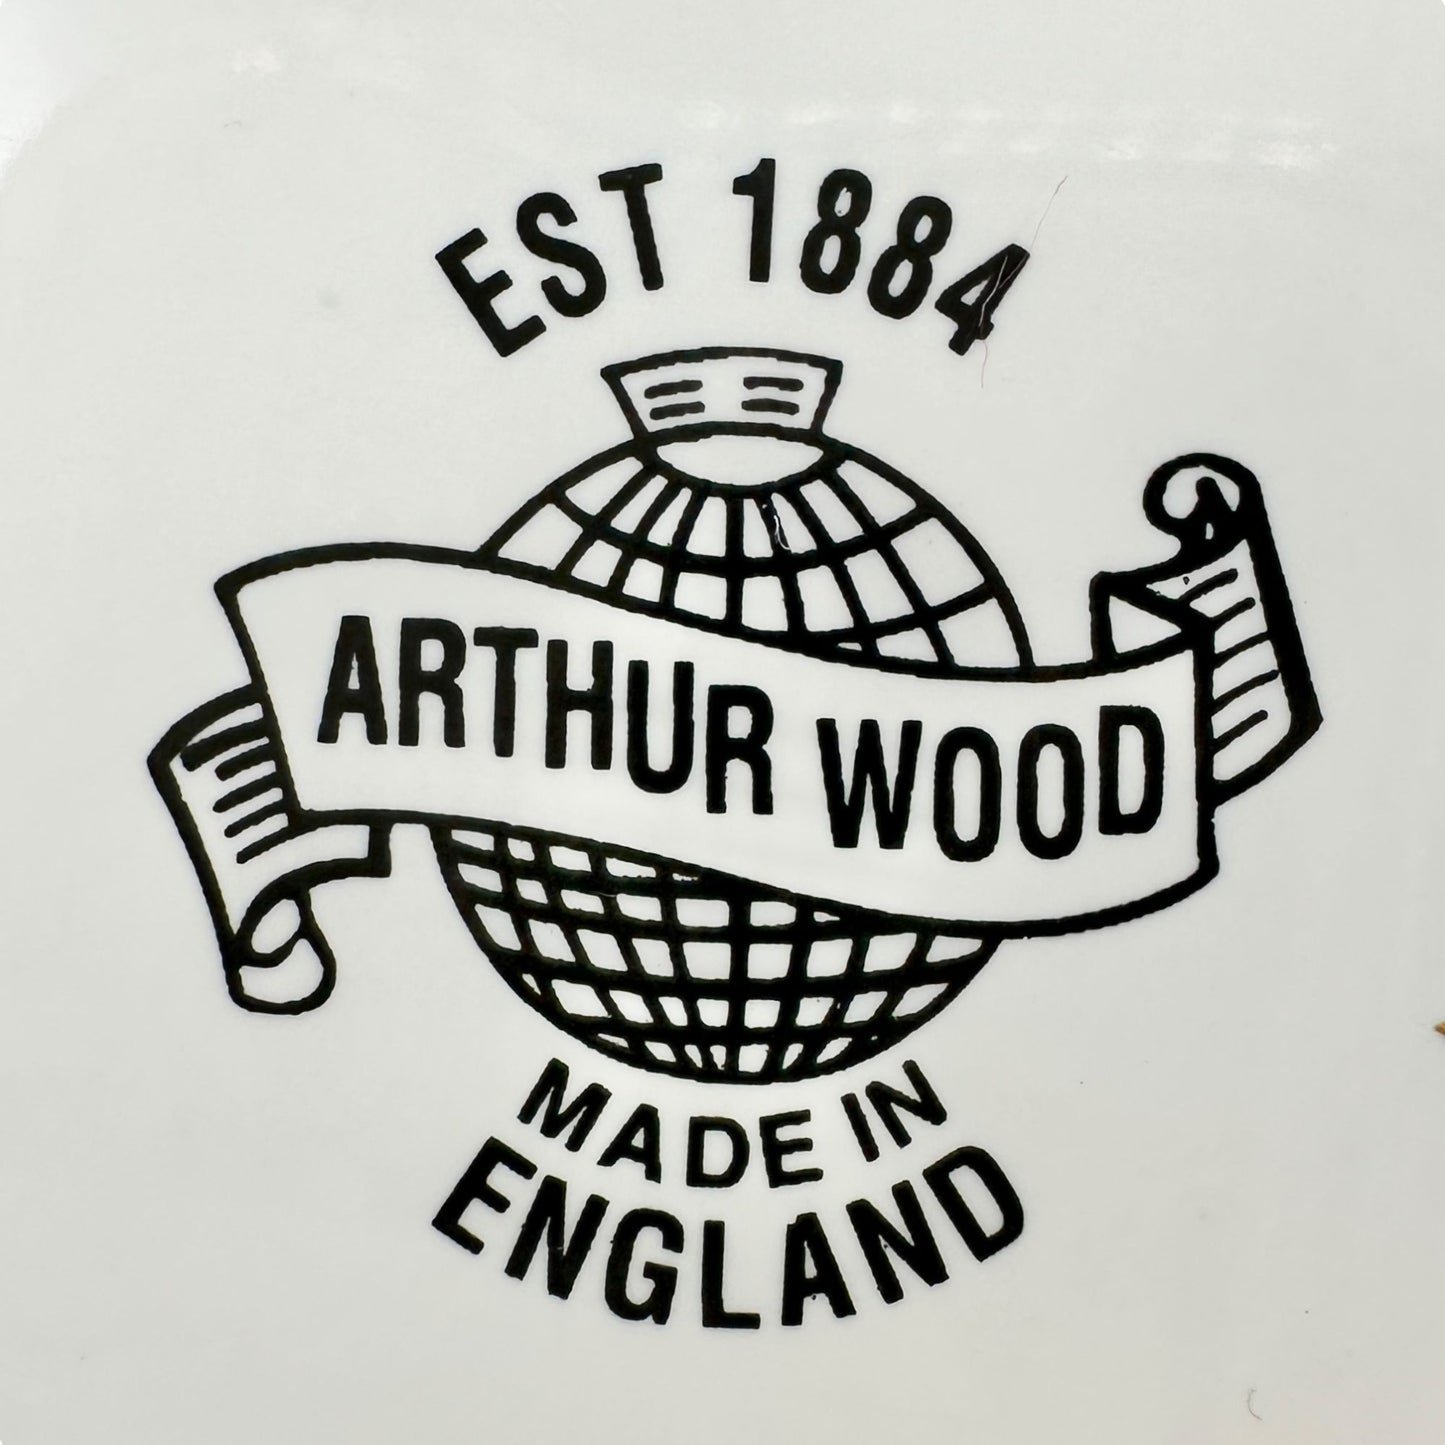 EST 1884
ARTHUR WOOD
MADE IN
ENGLAND